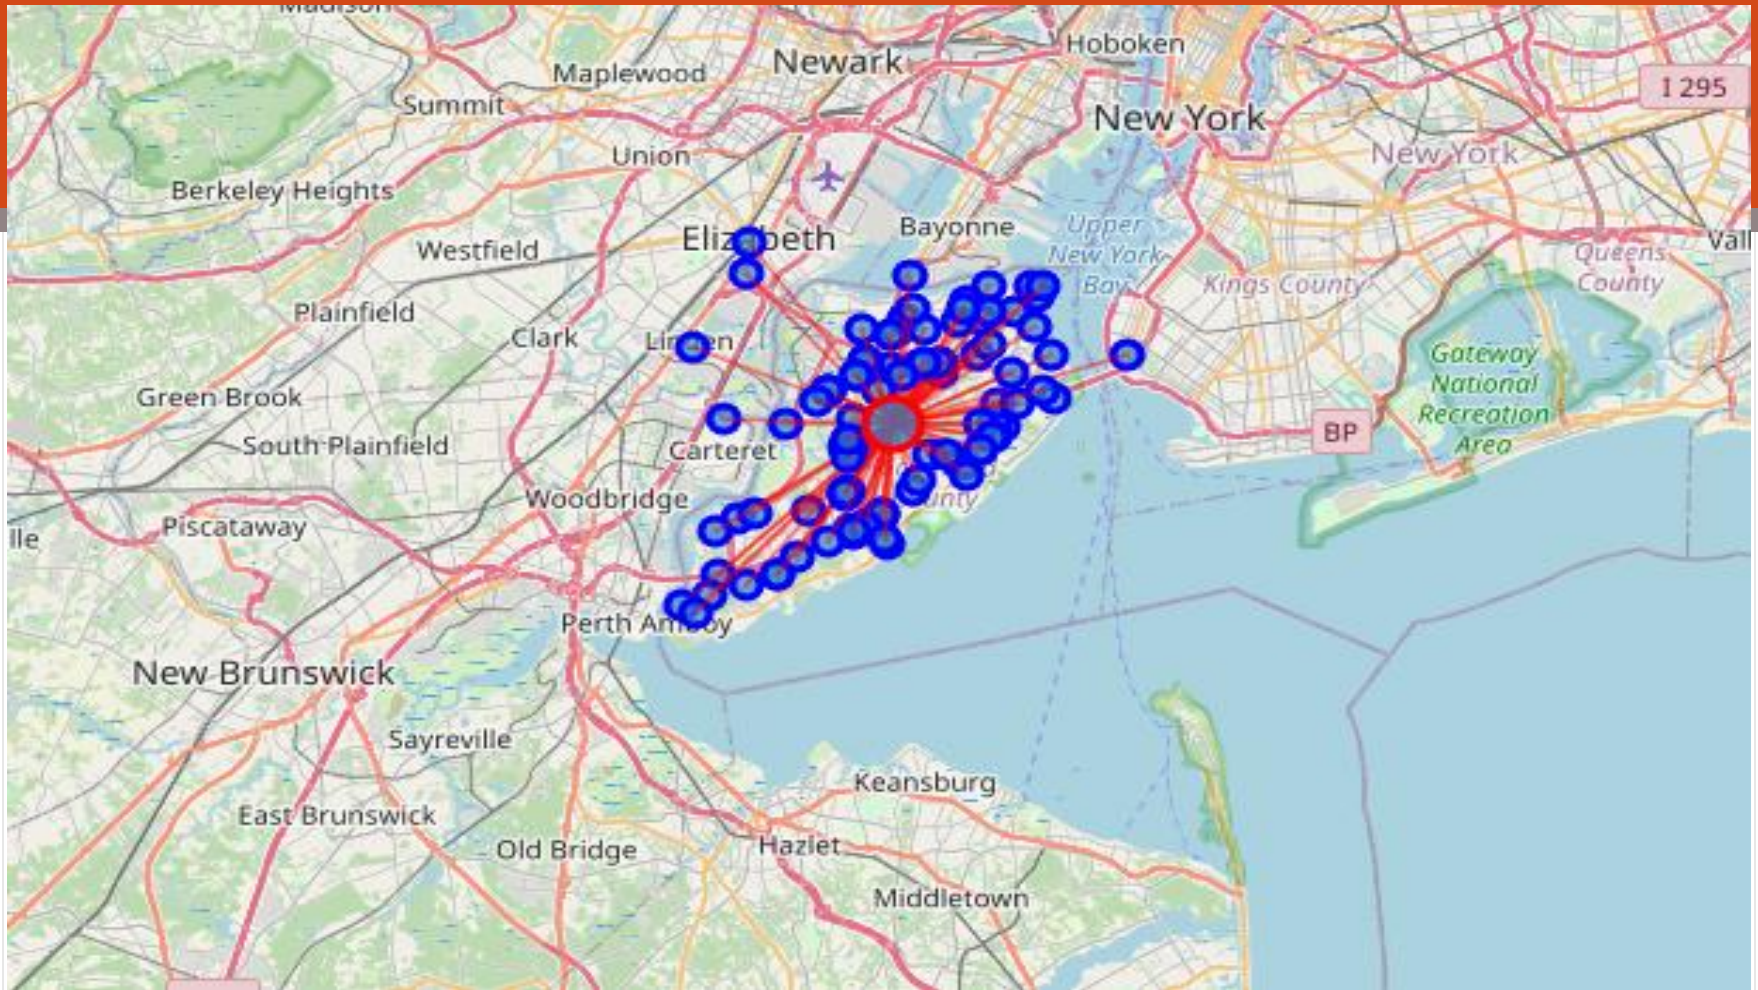 Madison
Hoboken
Newark
Maplewood
I 295
Summit
New York
Union
New York
Berkeley Heights
Bayonne
Upper
New York
Bay
Elizabeth
Westfield
Vall
Queens
County
Kings County
Plainfield
Clark
Linden
Gateway
National
Recreation
Area
Green Brook
BP
South Plainfield
Carteret
Woodbridge
unty
Piscataway
lle
Perth Amboy
New Brunswick
Sayreville
Keansburg
East Brunswick
Old Bridge
Hazlet
Middletown